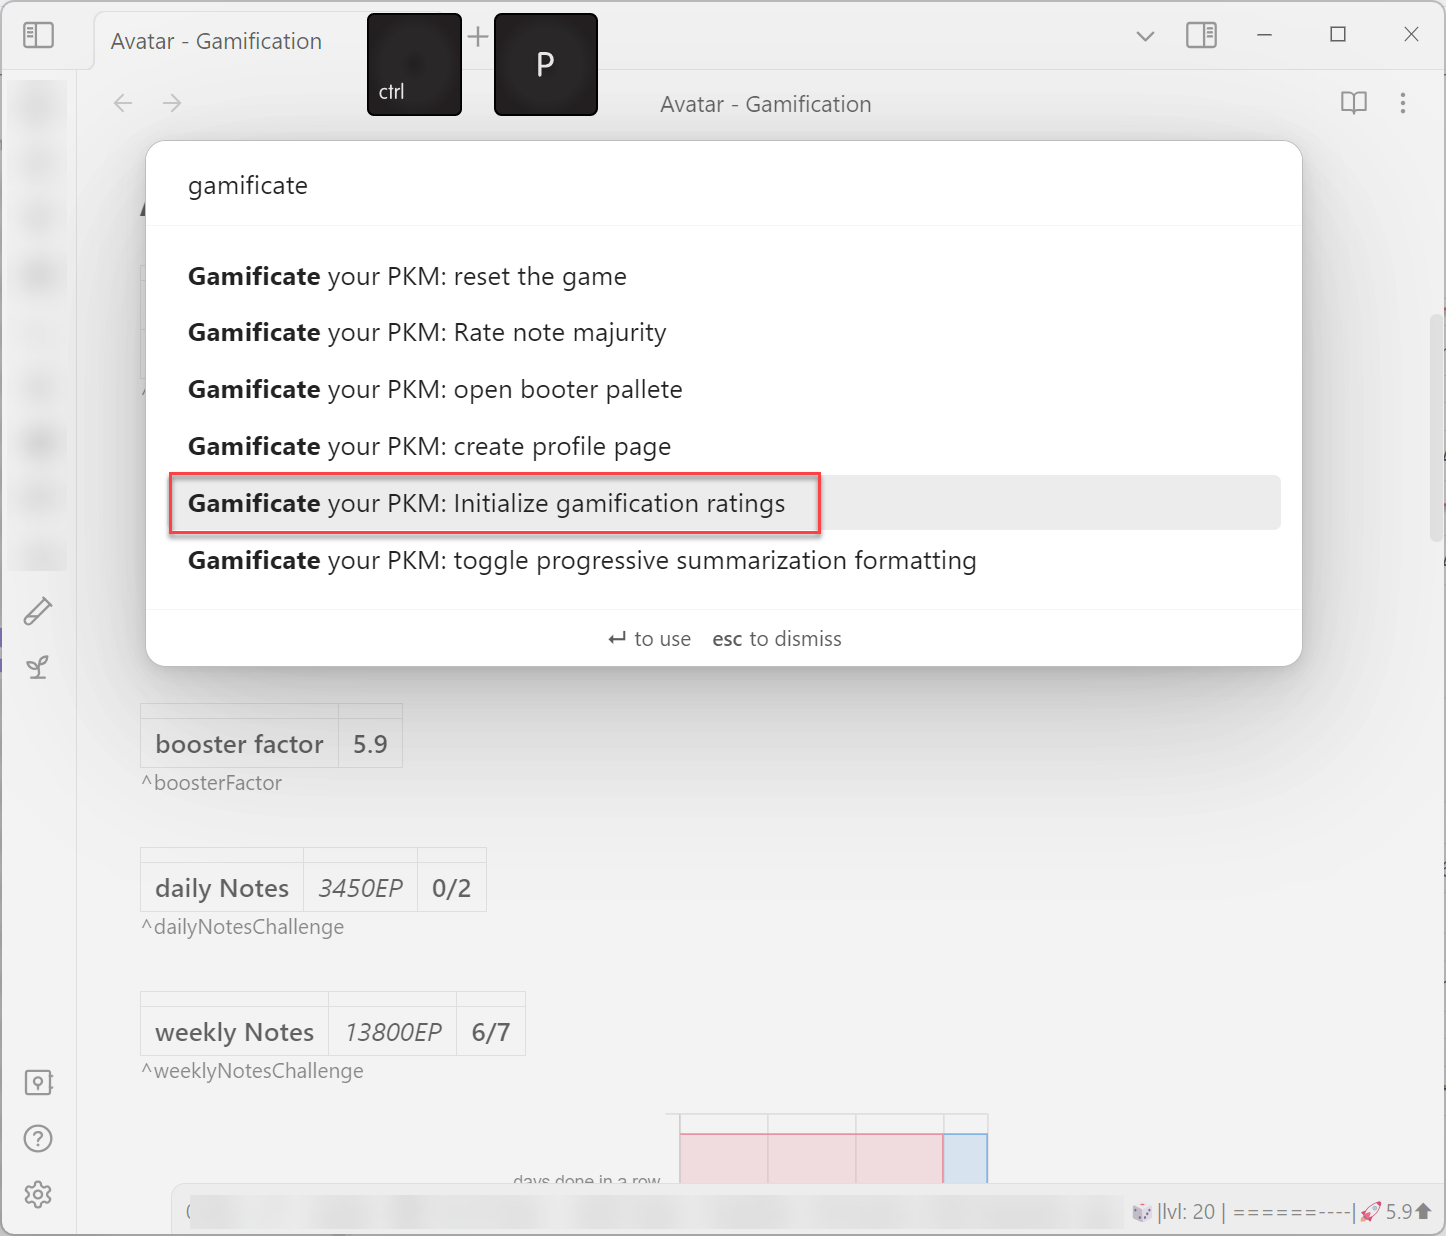 Avatar - Gamification
ctrl
+
P
Avatar - Gamification
gamificate
Gamificate your PKM: reset the game
Gamificate your PKM: Rate note majurity
Gamificate your PKM: open booter pallete
Gamificate your PKM: create profile page
Gamificate your PKM: Initialize gamification ratings
Gamificate your PKM: toggle progressive summarization formatting
↵ to use esc to dismiss
booster factor 5.9
^boosterFactor
daily Notes 3450EP 0/2
^dailyNotesChallenge
weekly Notes 13800EP 6/7
^weeklyNotesChallenge
days done in a row
🎲|lvl: 20 | ======----|🚀5.9⬆